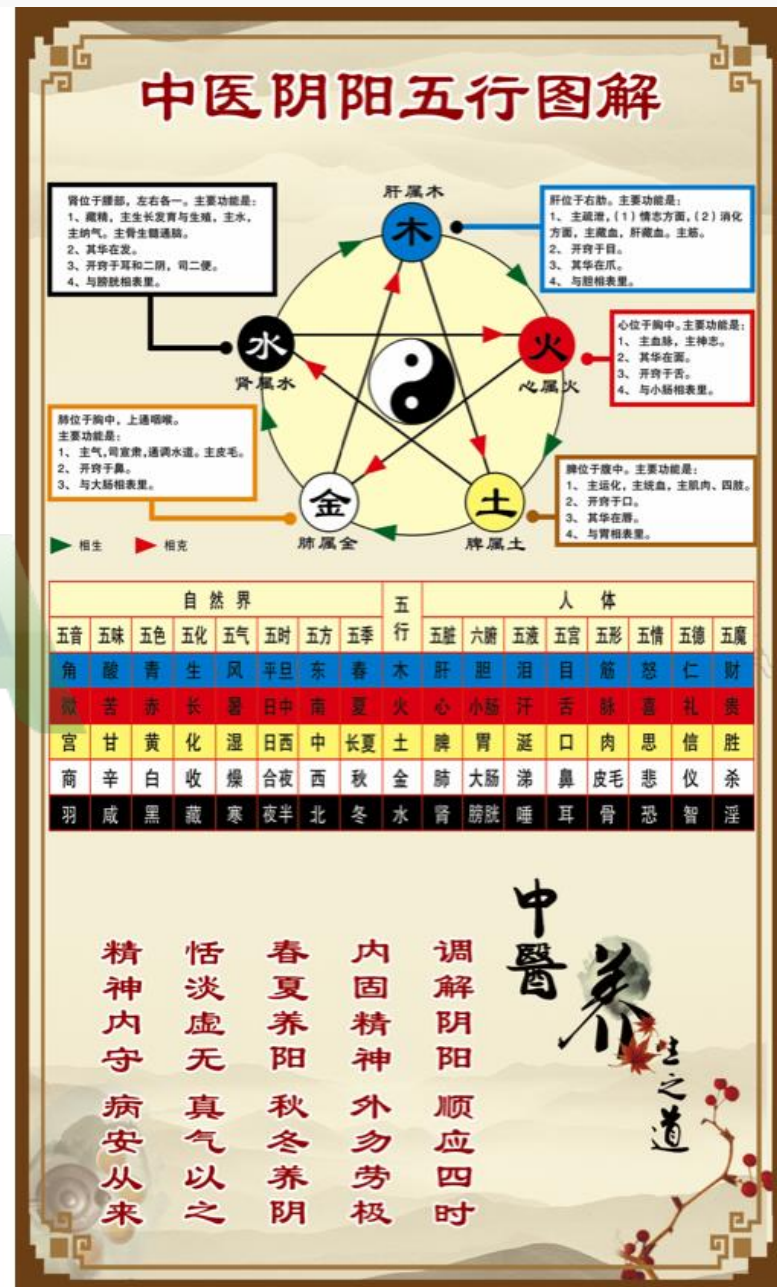 中医阴阳五行图解
肝属木
木
肾位于腰部，左右各一。主要功能是：
1、藏精，主生长发育与生殖，主水，
主纳气。主骨生髓通脑。
2、其华在发。
3、开窍于耳和二阴，司二便。
4、与膀胱相表里。
肝位于右肋。主要功能是：
1、 主疏泄，(1)情志方面，(2)消化
方面，主藏血，肝藏血。主筋。
2、 开窍于目。
3、 其华在爪。
4、 与胆相表里。
水
肾属水
火
心属火
心位于胸中。主要功能是：
1、 主血脉，主神志。
2、 其华在面。
3、 开窍于舌。
4、 与小肠相表里。
肺位于胸中，上通咽喉。
主要功能是：
1、 主气，司宣肃，通调水道。主皮毛。
2、 开窍于鼻。
3、 与大肠相表里。
脾位于腹中。主要功能是：
1、 主运化，主统血，主肌肉、四肢。
2、 开窍于口。
3、 其华在唇。
4、 与胃相表里。
金
肺属金
土
脾属土
相生 相克
自然界 五行 人体
五音 五味 五色 五化 五气 五时 五方 五季 五脏 六腑 五液 五宫 五形 五情 五德 五魔
角 酸 青 生 风 平旦 东 春 木 肝 胆 泪 目 筋 怒 仁 财
苦 赤 长 暑 日中 南 夏 火 心 小肠 汗 舌 脉 喜 礼 贵
宫 甘 黄 化 湿 日西 中 长夏 土 脾 胃 涎 口 肉 思 信 胜
商 辛 白 收 燥 合夜 西 秋 金 肺 大肠 涕 鼻 皮毛 悲 仪 杀
羽 咸 黑 藏 寒 夜半 北 冬 水 肾 膀胱 唾 耳 骨 恐 智 淫
中醫
养
生之道
调解阴阳 顺应四时
内固精神 外勿劳极
春夏养阳 秋冬养阴
恬淡虚无 真气以之
精神内守 病安从来